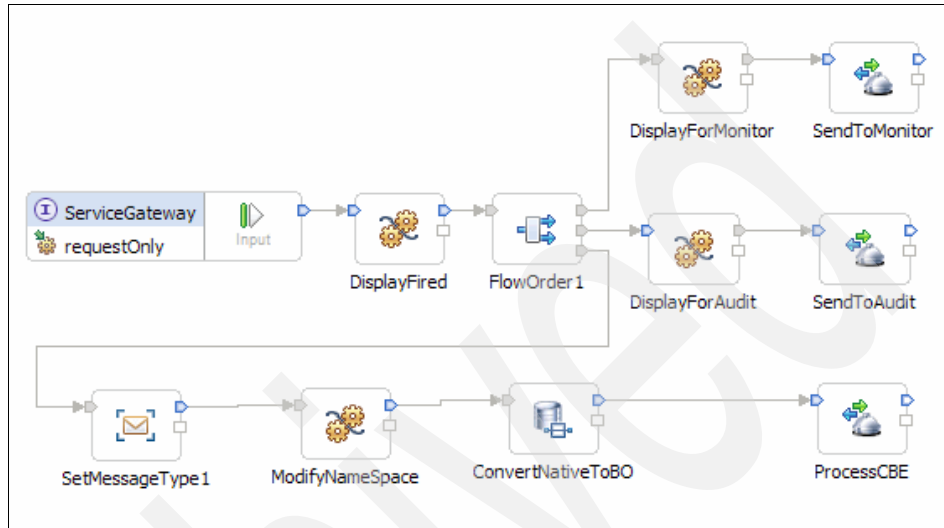 DisplayForMonitor
SendToMonitor
I ServiceGateway
requestOnly
Input
DisplayFired
FlowOrder1
DisplayForAudit
SendToAudit
SetMessageType1
ModifyNameSpace
ConvertNativeToBO
ProcessCBE